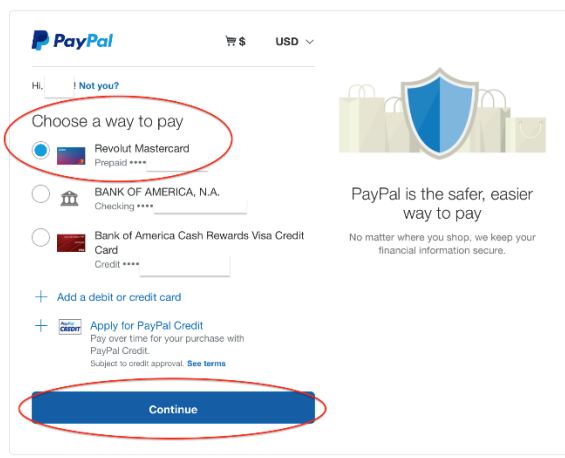 PayPal
$
USD
Hi, ! Not you?
Choose a way to pay
Revolut Mastercard
Prepaid ••••
BANK OF AMERICA, N.A.
Checking ••••
Bank of America Cash Rewards Visa Credit
Card
Credit ••••
+ Add a debit or credit card
+ PayPal CREDIT Apply for PayPal Credit
Pay over time for your purchase with
PayPal Credit.
Subject to credit approval. See terms
Continue
PayPal is the safer, easier
way to pay
No matter where you shop, we keep your
financial information secure.